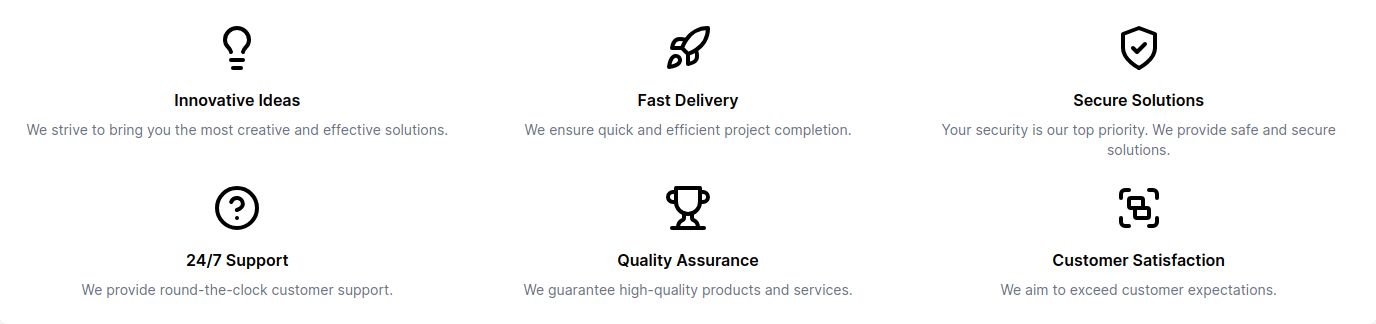 Innovative Ideas
We strive to bring you the most creative and effective solutions.
Fast Delivery
We ensure quick and efficient project completion.
Secure Solutions
Your security is our top priority. We provide safe and secure
solutions.
24/7 Support
We provide round-the-clock customer support.
Quality Assurance
We guarantee high-quality products and services.
Customer Satisfaction
We aim to exceed customer expectations.